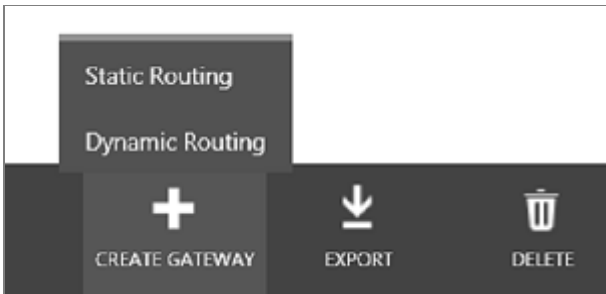 Static Routing
Dynamic Routing
CREATE GATEWAY
EXPORT
DELETE